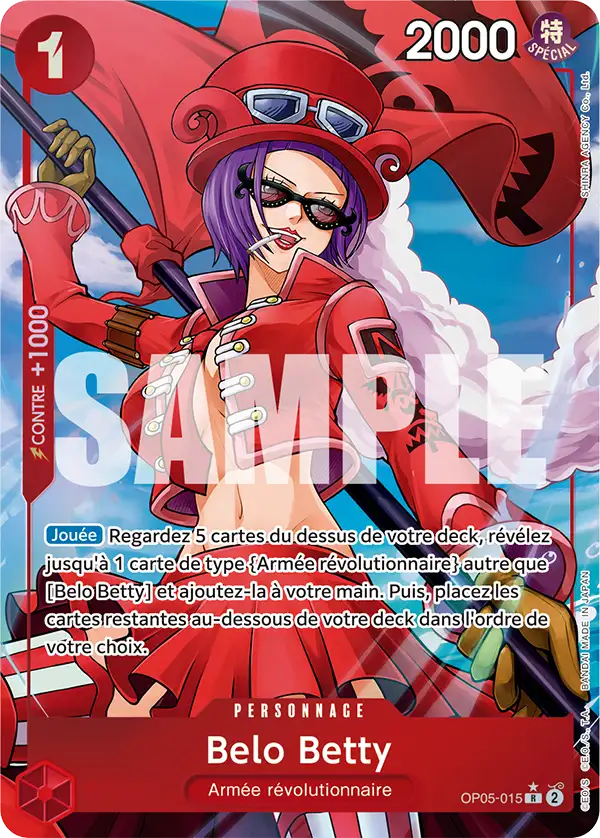 1
2000
特
SPÉCIAL
SHINRA AGENCY Co., Ltd.
CONTRE +1000
SAMPLE
Jouée Regardez 5 cartes du dessus de votre deck, révélez
jusqu'à 1 carte de type {Armée révolutionnaire} autre que
[Belo Betty] et ajoutez-la à votre main. Puis, placez les
cartes restantes au-dessous de votre deck dans l'ordre de
votre choix.
©EO/S ©E.O./S., T.A. BANDAI MADE IN JAPAN
PERSONNAGE
Belo Betty
Armée révolutionnaire
OP05-015 R 2